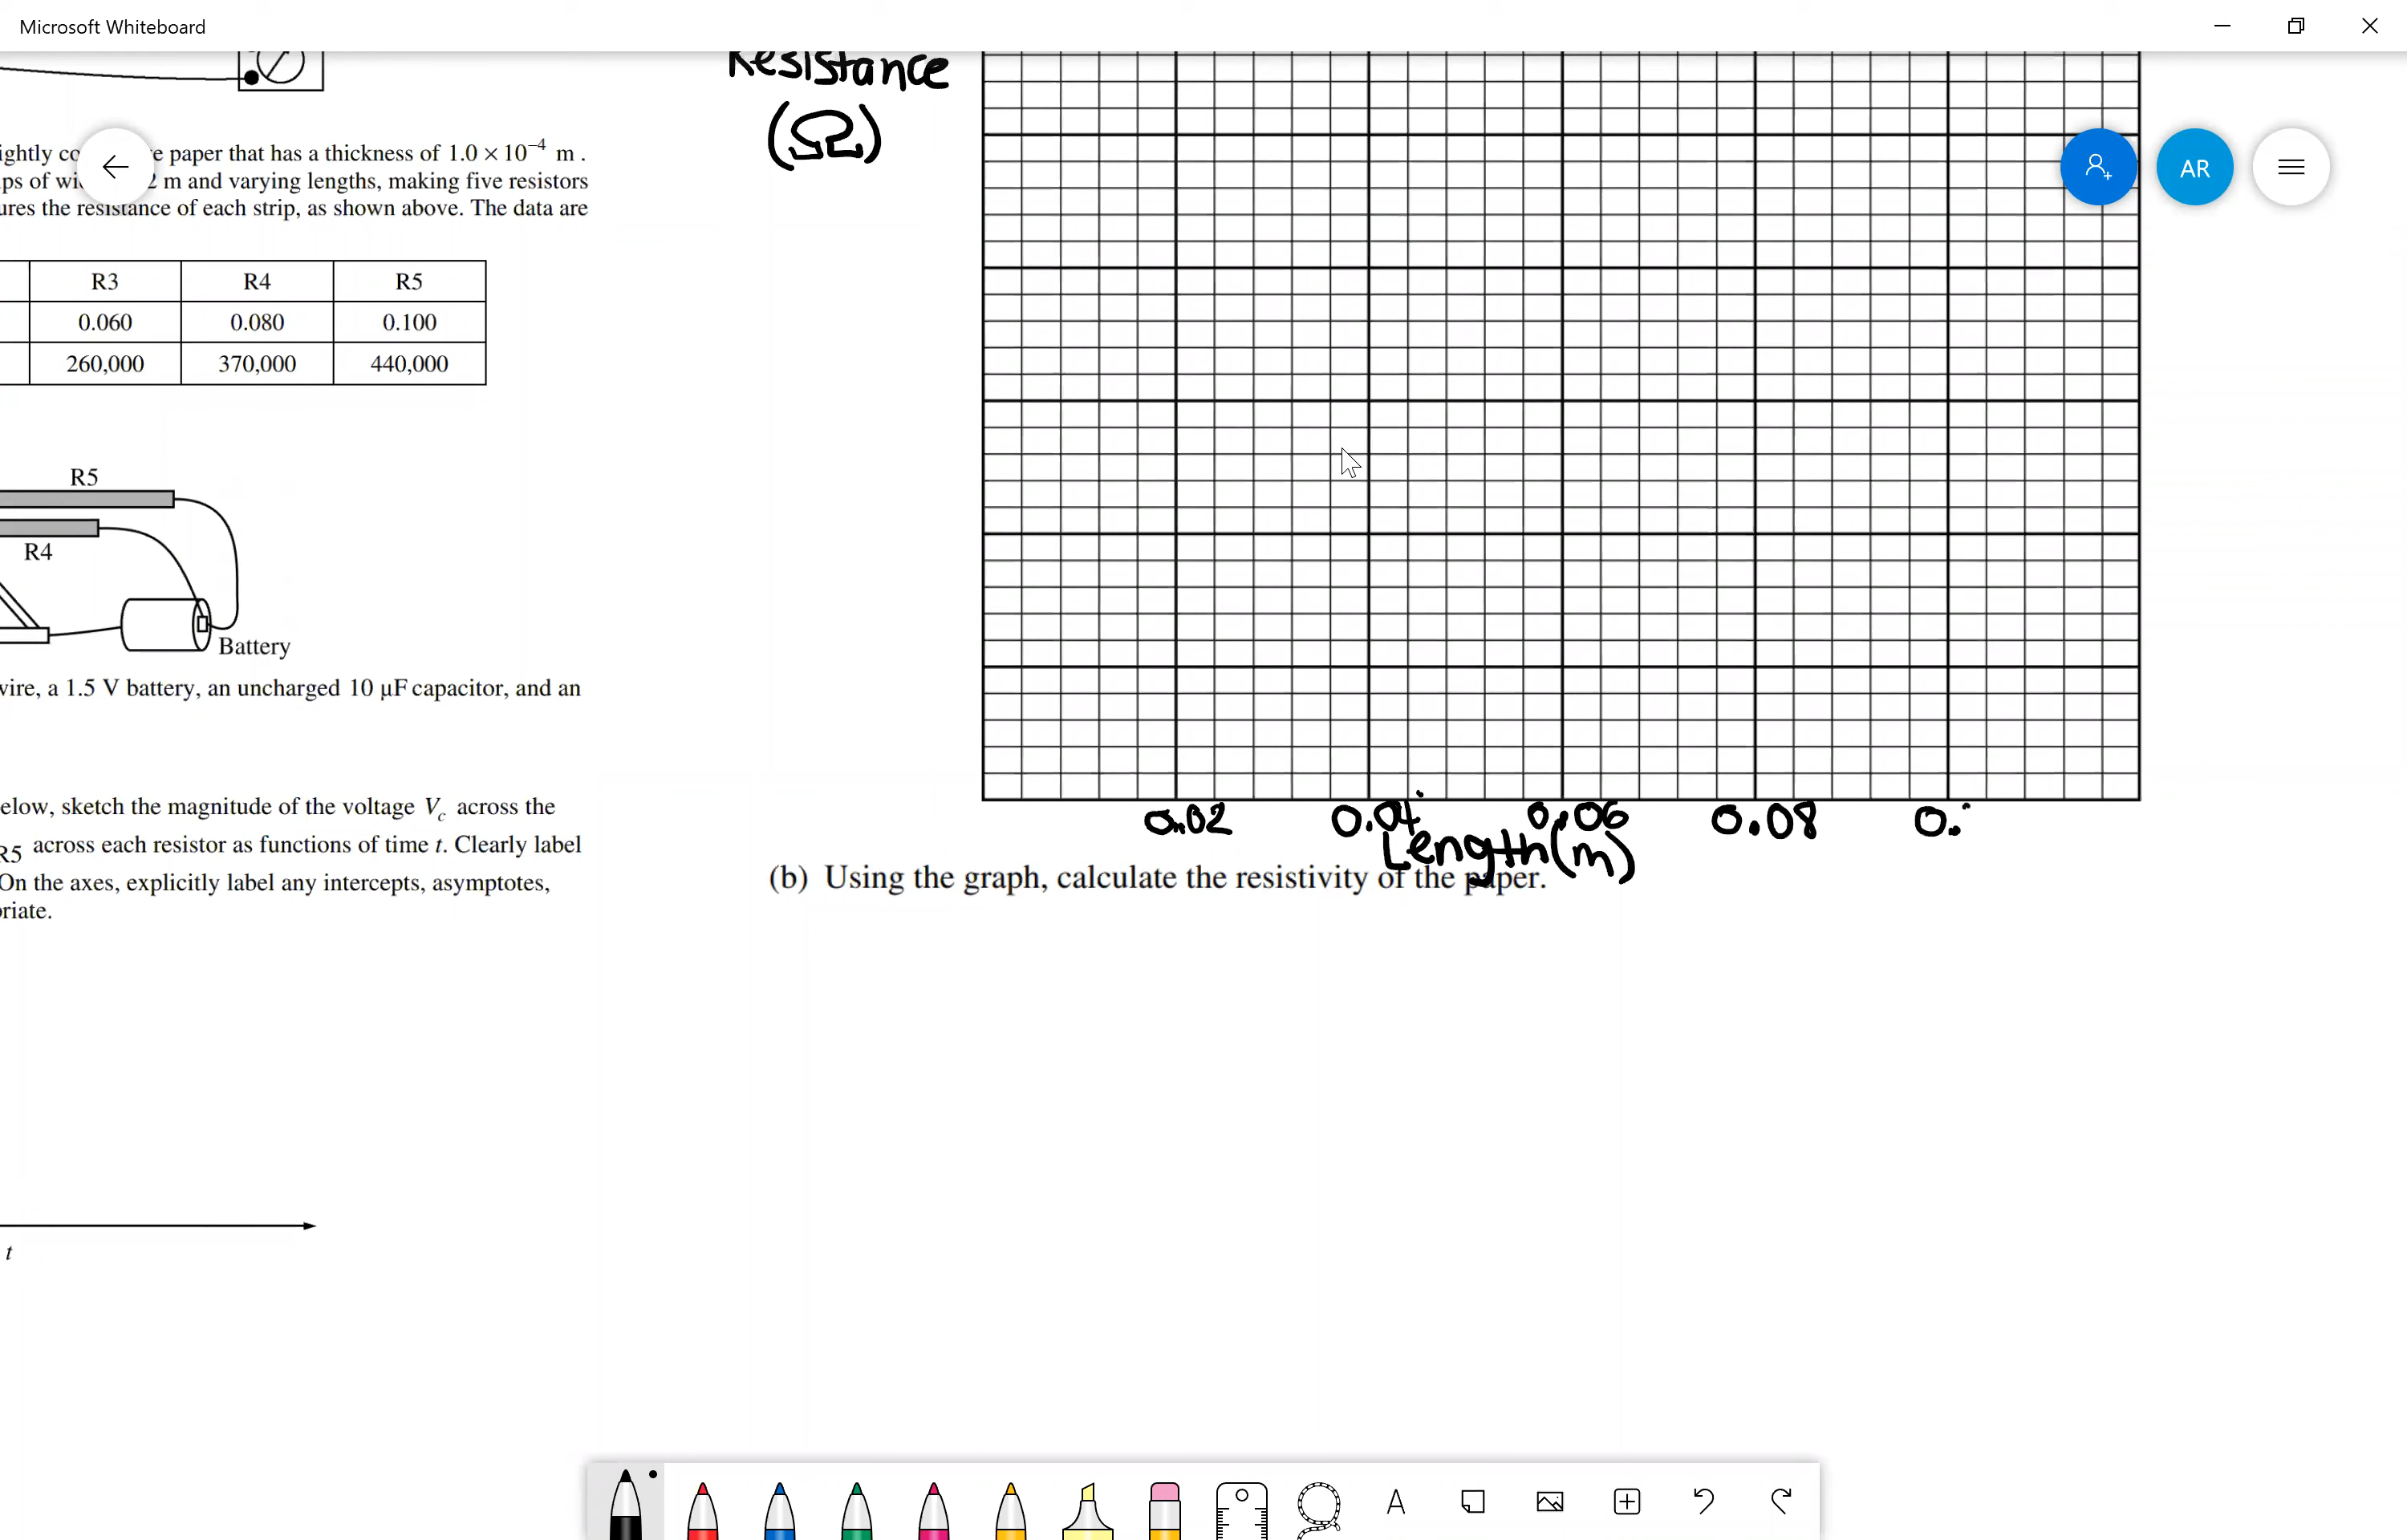 Microsoft Whiteboard
ightly co e paper that has a thickness of 1.0 × 10⁻⁴ m .
ps of wi 2 m and varying lengths, making five resistors
ures the resistance of each strip, as shown above. The data are
R3 R4 R5
0.060 0.080 0.100
260,000 370,000 440,000
R5
R4
Battery
wire, a 1.5 V battery, an uncharged 10 µF capacitor, and an
elow, sketch the magnitude of the voltage V_c across the
R5 across each resistor as functions of time t. Clearly label
On the axes, explicitly label any intercepts, asymptotes,
oriate.
t
Resistance
(Ω)
AR
0.02 0.04 0.06 0.08 0.
Length(m)
(b) Using the graph, calculate the resistivity of the paper.
A